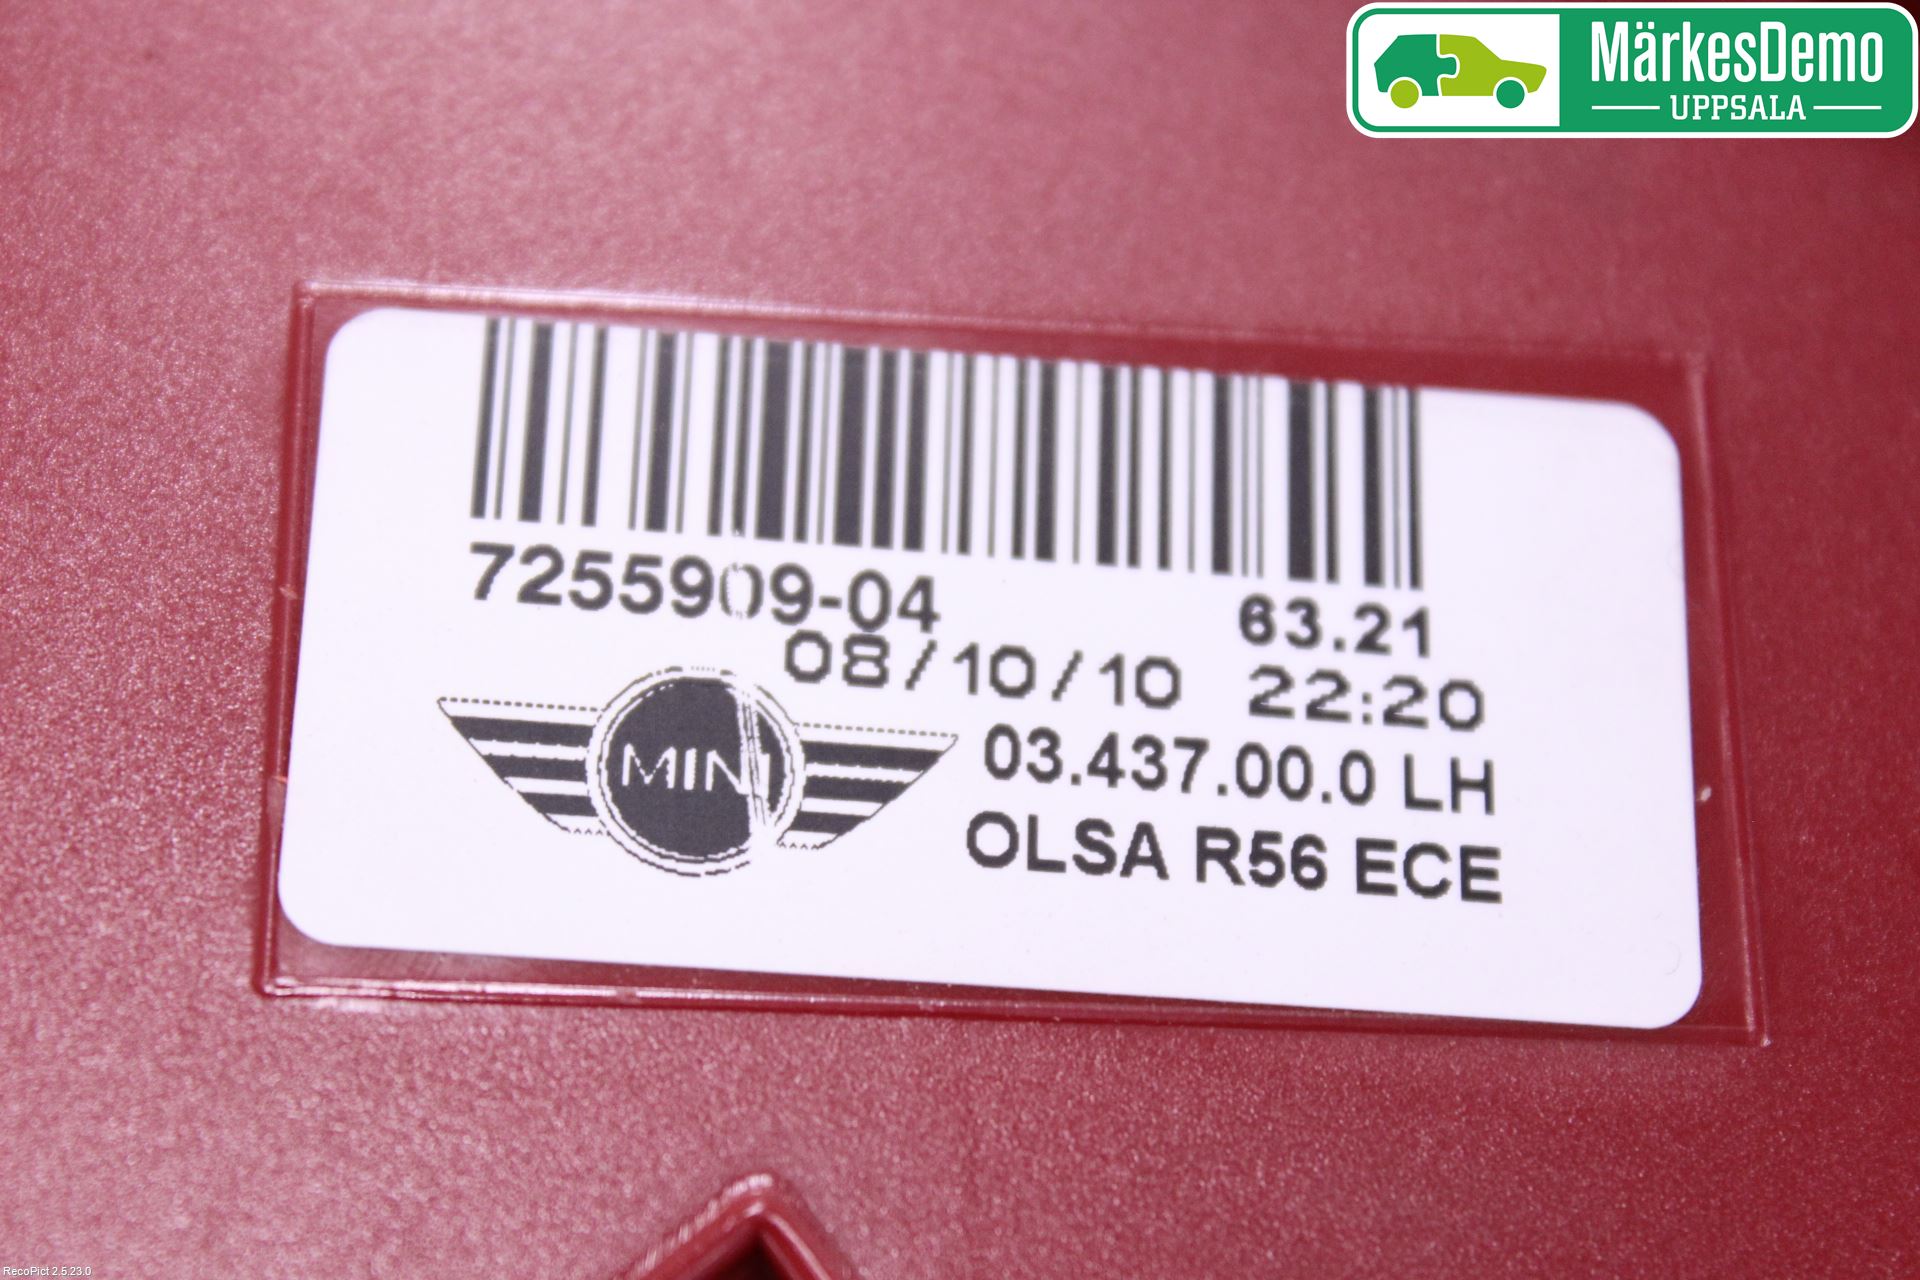 MärkesDemo
UPPSALA
7255909-04 63.21
08/10/10 22:20
MINI
03.437.00.0 LH
OLSA R56 ECE
RecoPict 2.5.23.0